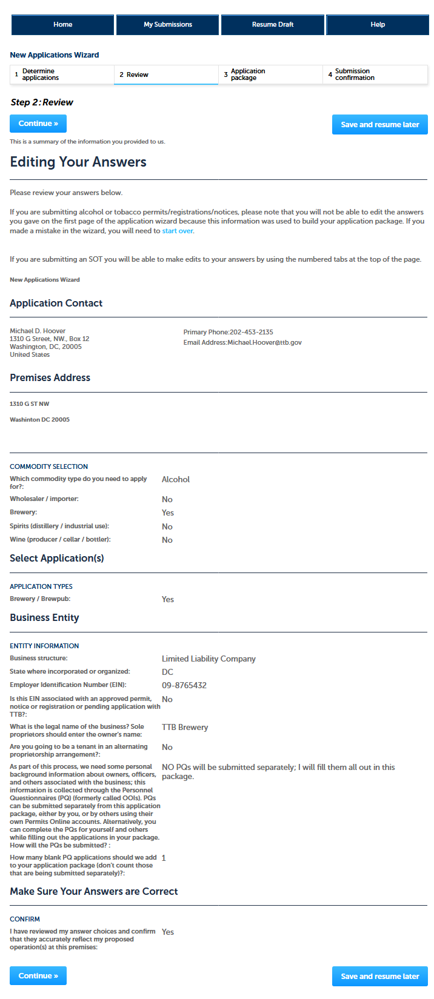 Home
My Submissions
Resume Draft
Help
New Applications Wizard
1 Determine
applications
2 Review
3 Application
package
4 Submission
confirmation
Step 2: Review
Continue »
Save and resume later
This is a summary of the information you provided to us.
Editing Your Answers
Please review your answers below.
If you are submitting alcohol or tobacco permits/registrations/notices, please note that you will not be able to edit the answers
you gave on the first page of the application wizard because this information was used to build your application package. If you
made a mistake in the wizard, you will need to start over.
If you are submitting an SOT you will be able to make edits to your answers by using the numbered tabs at the top of the page.
New Applications Wizard
Application Contact
Michael D. Hoover
1310 G Street, NW., Box 12
Washington, DC, 20005
United States
Primary Phone:202-453-2135
Email Address:Michael.Hoover@ttb.gov
Premises Address
1310 G ST NW
Washinton DC 20005
COMMODITY SELECTION
Which commodity type do you need to apply
for?:
Alcohol
Wholesaler / importer:
No
Brewery:
Yes
Spirits (distillery / industrial use):
No
Wine (producer / cellar / bottler):
No
Select Application(s)
APPLICATION TYPES
Brewery / Brewpub:
Yes
Business Entity
ENTITY INFORMATION
Business structure:
Limited Liability Company
State where incorporated or organized:
DC
Employer Identification Number (EIN):
09-8765432
Is this EIN associated with an approved permit,
notice or registration or pending application with
TTB?:
No
What is the legal name of the business? Sole
proprietors should enter the owner's name:
TTB Brewery
Are you going to be a tenant in an alternating
proprietorship arrangement?:
No
As part of this process, we need some personal
background information about owners, officers,
and others associated with the business; this
information is collected through the Personnel
Questionnaires (PQ) (formerly called OOIs). PQs
can be submitted separately from this application
package, either by you, or by others using their
own Permits Online accounts. Alternatively, you
can complete the PQs for yourself and others
while filling out the applications in your package.
How will the PQs be submitted? :
NO PQs will be submitted separately; I will fill them all out in this
package.
How many blank PQ applications should we add
to your application package (don't count those
that are being submitted separately)?:
1
Make Sure Your Answers are Correct
CONFIRM
I have reviewed my answer choices and confirm
that they accurately reflect my proposed
operation(s) at this premises:
Yes
Continue »
Save and resume later